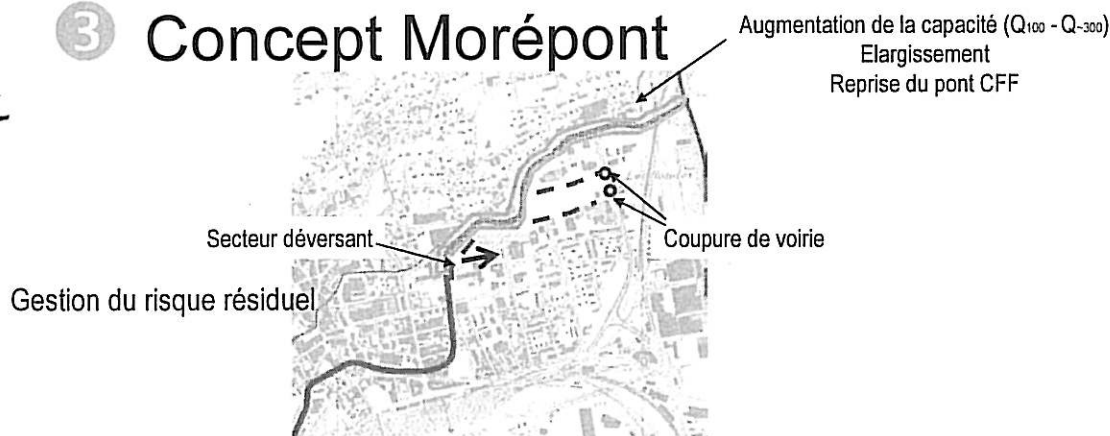 3 Concept Morépont
Augmentation de la capacité (Q100 - Q~300)
Elargissement
Reprise du pont CFF
Secteur déversant
Coupure de voirie
Gestion du risque résiduel